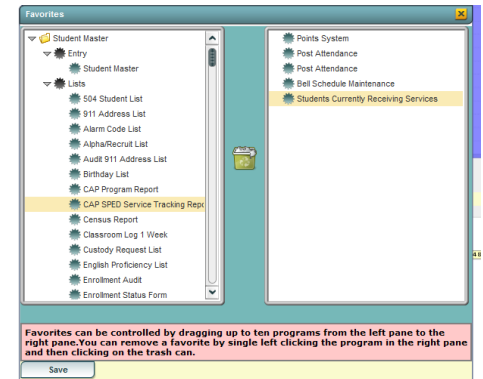 Favorites
Student Master
Entry
Student Master
Lists
504 Student List
911 Address List
Alarm Code List
Alpha/Recruit List
Audit 911 Address List
Birthday List
CAP Program Report
CAP SPED Service Tracking Repo
Census Report
Classroom Log 1 Week
Custody Request List
English Proficiency List
Enrollment Audit
Enrollment Status Form
Points System
Post Attendance
Post Attendance
Bell Schedule Maintenance
Students Currently Receiving Services
Favorites can be controlled by dragging up to ten programs from the left pane to the
right pane.You can remove a favorite by single left clicking the program in the right pane
and then clicking on the trash can.
Save